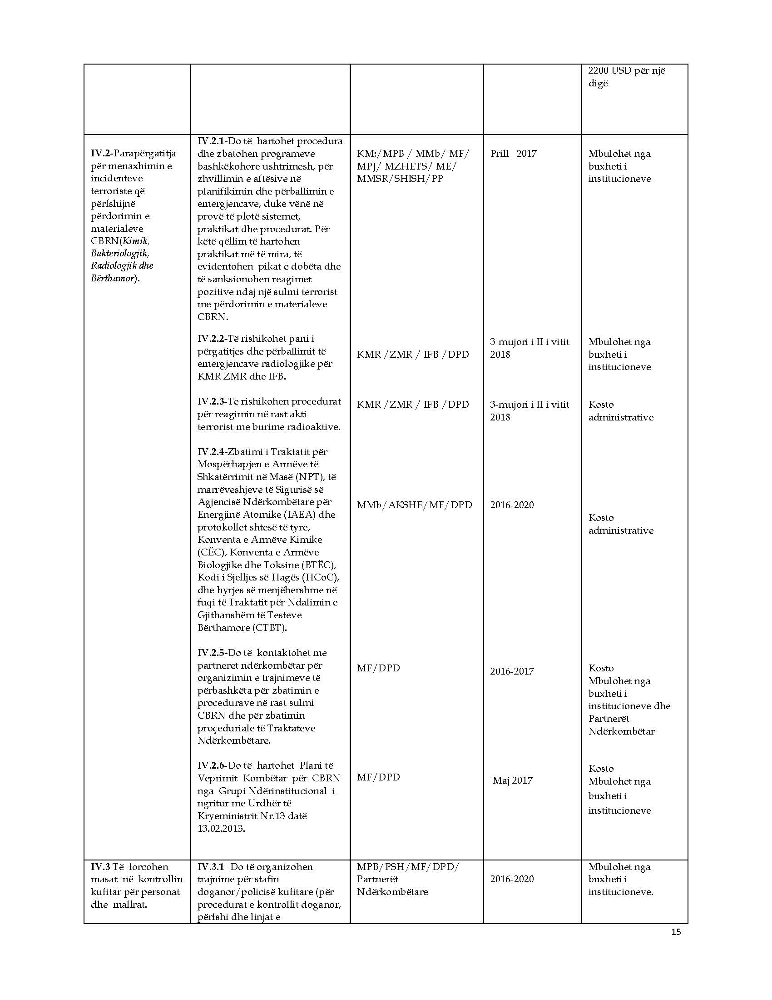 2200 USD për një
digë
IV.2-Parapërgatitja
për menaxhimin e
incidenteve
terroriste që
përfshijnë
përdorimin e
materialeve
CBRN(Kimik,
Bakteriologjik,
Radiologjik dhe
Bërthamor).
IV.2.1-Do të hartohet procedura
dhe zbatohen programeve
bashkëkohore ushtrimesh, për
zhvillimin e aftësive në
planifikimin dhe përballimin e
emergjencave, duke vënë në
provë të plotë sistemet,
praktikat dhe procedurat. Për
këtë qëllim të hartohen
praktikat më të mira, të
evidentohen pikat e dobëta dhe
të sanksionohen reagimet
pozitive ndaj një sulmi terrorist
me përdorimin e materialeve
CBRN.
KM;/MPB / MMb/ MF/
MPJ/ MZHETS/ ME/
MMSR/SHISH/PP
Prill 2017
Mbulohet nga
buxheti i
institucioneve
IV.2.2-Të rishikohet pani i
përgatitjes dhe përballimit të
emergjencave radiologjike për
KMR ZMR dhe IFB.
KMR /ZMR / IFB /DPD
3-mujori i II i vitit
2018
Mbulohet nga
buxheti i
institucioneve
IV.2.3-Te rishikohen procedurat
për reagimin në rast akti
terrorist me burime radioaktive.
KMR /ZMR / IFB /DPD
3-mujori i II i vitit
2018
Kosto
administrative
IV.2.4-Zbatimi i Traktatit për
Mospërhapjen e Armëve të
Shkatërrimit në Masë (NPT), të
marrëveshjeve të Sigurisë së
Agjencisë Ndërkombëtare për
Energjinë Atomike (IAEA) dhe
protokollet shtesë të tyre,
Konventa e Armëve Kimike
(CËC), Konventa e Armëve
Biologjike dhe Toksine (BTËC),
Kodi i Sjelljes së Hagës (HCoC),
dhe hyrjes së menjëhershme në
fuqi të Traktatit për Ndalimin e
Gjithanshëm të Testeve
Bërthamore (CTBT).
MMb/AKSHE/MF/DPD
2016-2020
Kosto
administrative
IV.2.5-Do të kontaktohet me
partneret ndërkombëtar për
organizimin e trajnimeve të
përbashkëta për zbatimin e
procedurave në rast sulmi
CBRN dhe për zbatimin
proçeduriale të Traktateve
Ndërkombëtare.
MF/DPD
2016-2017
Kosto
Mbulohet nga
buxheti i
institucioneve dhe
Partnerët
Ndërkombëtar
IV.2.6-Do të hartohet Plani të
Veprimit Kombëtar për CBRN
nga Grupi Ndërinstitucional i
ngritur me Urdhër të
Kryeministrit Nr.13 datë
13.02.2013.
MF/DPD
Maj 2017
Kosto
Mbulohet nga
buxheti i
institucioneve
IV.3 Të forcohen
masat në kontrollin
kufitar për personat
dhe mallrat.
IV.3.1- Do të organizohen
trajnime për stafin
doganor/policisë kufitare (për
procedurat e kontrollit doganor,
përfshi dhe linjat e
MPB/PSH/MF/DPD/
Partnerët
Ndërkombëtare
2016-2020
Mbulohet nga
buxheti i
institucioneve.
15